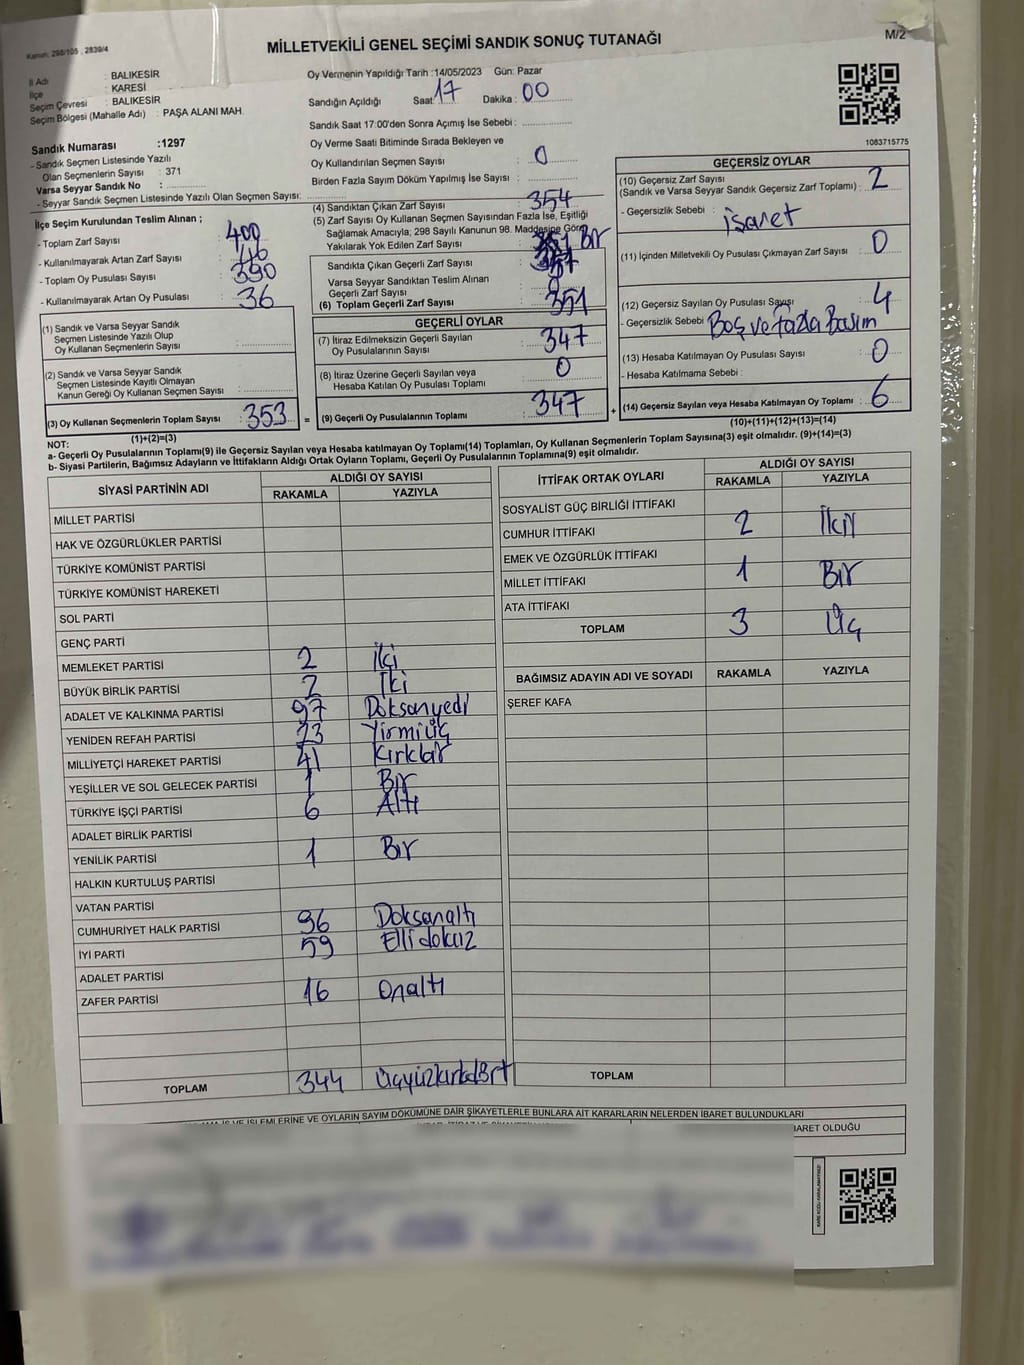 Kanun: 298/105 , 2839/4
MİLLETVEKİLİ GENEL SEÇİMİ SANDIK SONUÇ TUTANAĞI
M/2
İl Adı : BALIKESİR
İlçe : KARESİ
Seçim Çevresi : BALIKESİR
Seçim Bölgesi (Mahalle Adı) : PAŞA ALANI MAH.
Sandık Numarası :1297
- Sandık Seçmen Listesinde Yazılı
Olan Seçmenlerin Sayısı : 371
Varsa Seyyar Sandık No :
- Seyyar Sandık Seçmen Listesinde Yazılı Olan Seçmen Sayısı:
Oy Vermenin Yapıldığı Tarih :14/05/2023 Gün: Pazar
Sandığın Açıldığı Saat: 17 Dakika : 00
Sandık Saat 17:00'den Sonra Açımış İse Sebebi :
Oy Verme Saati Bitiminde Sırada Bekleyen ve
Oy Kullandırılan Seçmen Sayısı : 0
Birden Fazla Sayım Döküm Yapılmış İse Sayısı :
1083715775
İlçe Seçim Kurulundan Teslim Alınan ;
- Toplam Zarf Sayısı : 400
- Kullanılmayarak Artan Zarf Sayısı :
- Toplam Oy Pusulası Sayısı : 390
- Kullanılmayarak Artan Oy Pusulası : 36
(4) Sandıktan Çıkan Zarf Sayısı : 354
(5) Zarf Sayısı Oy Kullanan Seçmen Sayısından Fazla İse, Eşitliği
Sağlamak Amacıyla; 298 Sayılı Kanunun 98. Maddesine Göre
Yakılarak Yok Edilen Zarf Sayısı : Bir
Sandıkta Çıkan Geçerli Zarf Sayısı :
Varsa Seyyar Sandıktan Teslim Alınan
Geçerli Zarf Sayısı : 0
(6) Toplam Geçerli Zarf Sayısı : 351
GEÇERSİZ OYLAR
(10) Geçersiz Zarf Sayısı
(Sandık ve Varsa Seyyar Sandık Geçersiz Zarf Toplamı) : 2
- Geçersizlik Sebebi : işaret
(11) İçinden Milletvekili Oy Pusulası Çıkmayan Zarf Sayısı : 0
(12) Geçersiz Sayılan Oy Pusulası Sayısı : 4
- Geçersizlik Sebebi : Boş ve fazla Basım
(13) Hesaba Katılmayan Oy Pusulası Sayısı : 0
- Hesaba Katılmama Sebebi :
(14) Geçersiz Sayılan veya Hesaba Katılmayan Oy Toplamı : 6
(10)+(11)+(12)+(13)=(14)
(1) Sandık ve Varsa Seyyar Sandık
Seçmen Listesinde Yazılı Olup
Oy Kullanan Seçmenlerin Sayısı :
(2) Sandık ve Varsa Seyyar Sandık
Seçmen Listesinde Kayıtlı Olmayan
Kanun Gereği Oy Kullanan Seçmen Sayısı :
(3) Oy Kullanan Seçmenlerin Toplam Sayısı : 353 =
(1)+(2)=(3)
GEÇERLİ OYLAR
(7) İtiraz Edilmeksizin Geçerli Sayılan
Oy Pusulalarının Sayısı : 347
(8) İtiraz Üzerine Geçerli Sayılan veya
Hesaba Katılan Oy Pusulası Toplamı : 0
(9) Geçerli Oy Pusulalarının Toplamı : 347 +
NOT:
a- Geçerli Oy Pusulalarının Toplamı(9) ile Geçersiz Sayılan veya Hesaba katılmayan Oy Toplamı(14) Toplamları, Oy Kullanan Seçmenlerin Toplam Sayısına(3) eşit olmalıdır. (9)+(14)=(3)
b- Siyasi Partilerin, Bağımsız Adayların ve İttifakların Aldığı Ortak Oyların Toplamı, Geçerli Oy Pusulalarının Toplamına(9) eşit olmalıdır.
SİYASİ PARTİNİN ADI ALDIĞI OY SAYISI
RAKAMLA YAZIYLA
MİLLET PARTİSİ
HAK VE ÖZGÜRLÜKLER PARTİSİ
TÜRKİYE KOMÜNİST PARTİSİ
TÜRKİYE KOMÜNİST HAREKETİ
SOL PARTİ
GENÇ PARTİ
MEMLEKET PARTİSİ 2 İki
BÜYÜK BİRLİK PARTİSİ 2 İki
ADALET VE KALKINMA PARTİSİ 97 Doksanyedi
YENİDEN REFAH PARTİSİ 23 Yirmiüç
MİLLİYETÇİ HAREKET PARTİSİ 41 Kırkbir
YEŞİLLER VE SOL GELECEK PARTİSİ 1 Bir
TÜRKİYE İŞÇİ PARTİSİ 6 Altı
ADALET BİRLİK PARTİSİ
YENİLİK PARTİSİ 1 Bir
HALKIN KURTULUŞ PARTİSİ
VATAN PARTİSİ
CUMHURİYET HALK PARTİSİ 96 Doksanaltı
İYİ PARTİ 59 Ellidokuz
ADALET PARTİSİ
ZAFER PARTİSİ 16 Onaltı
TOPLAM 344 Üçyüzkırkdört
İTTİFAK ORTAK OYLARI ALDIĞI OY SAYISI
RAKAMLA YAZIYLA
SOSYALİST GÜÇ BİRLİĞİ İTTİFAKI
CUMHUR İTTİFAKI 2 İki
EMEK VE ÖZGÜRLÜK İTTİFAKI
MİLLET İTTİFAKI 1 Bir
ATA İTTİFAKI
TOPLAM 3 Üç
BAĞIMSIZ ADAYIN ADI VE SOYADI RAKAMLA YAZIYLA
ŞEREF KAFA
TOPLAM
İŞ VE İŞLEMLERİNE VE OYLARIN SAYIM DÖKÜMÜNE DAİR ŞİKAYETLERLE BUNLARA AİT KARARLARIN NELERDEN İBARET BULUNDUKLARI
İBARET OLDUĞU